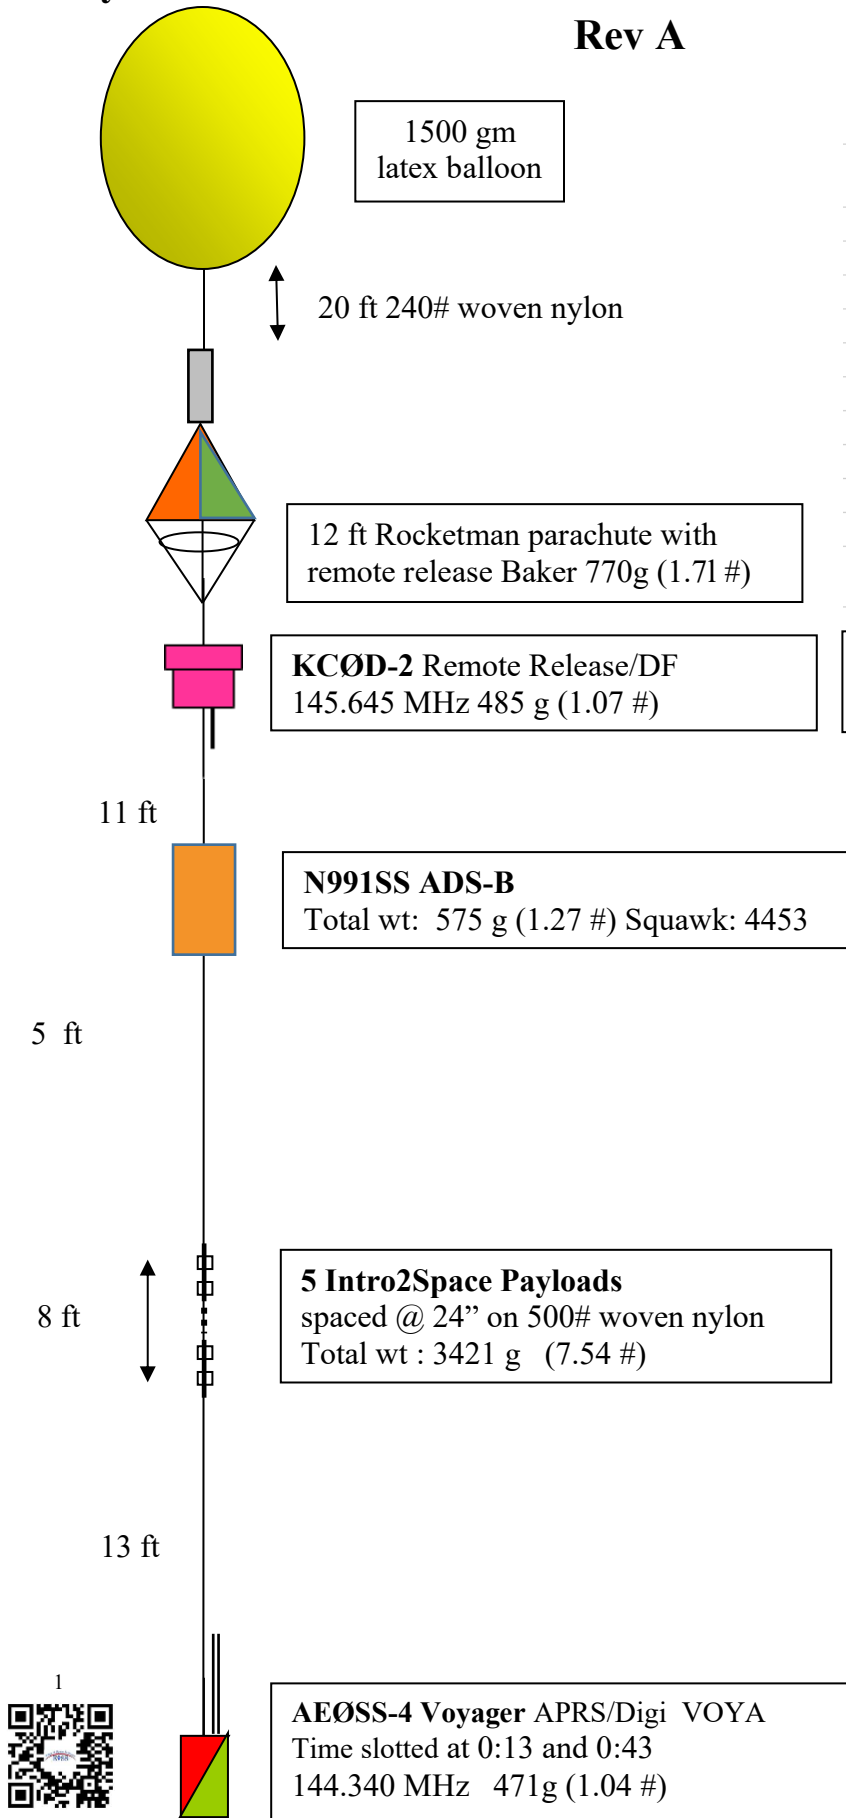 Rev A
1500 gm
latex balloon
20 ft 240# woven nylon
12 ft Rocketman parachute with
remote release Baker 770g (1.7l #)
KCØD-2 Remote Release/DF
145.645 MHz 485 g (1.07 #)
11 ft
N991SS ADS-B
Total wt:  575 g (1.27 #) Squawk: 4453
5  ft
8 ft
5 Intro2Space Payloads
spaced @ 24” on 500# woven nylon
Total wt : 3421 g   (7.54 #)
13 ft
1
AEØSS-4 Voyager APRS/Digi  VOYA
Time slotted at 0:13 and 0:43
144.340 MHz   471g (1.04 #)